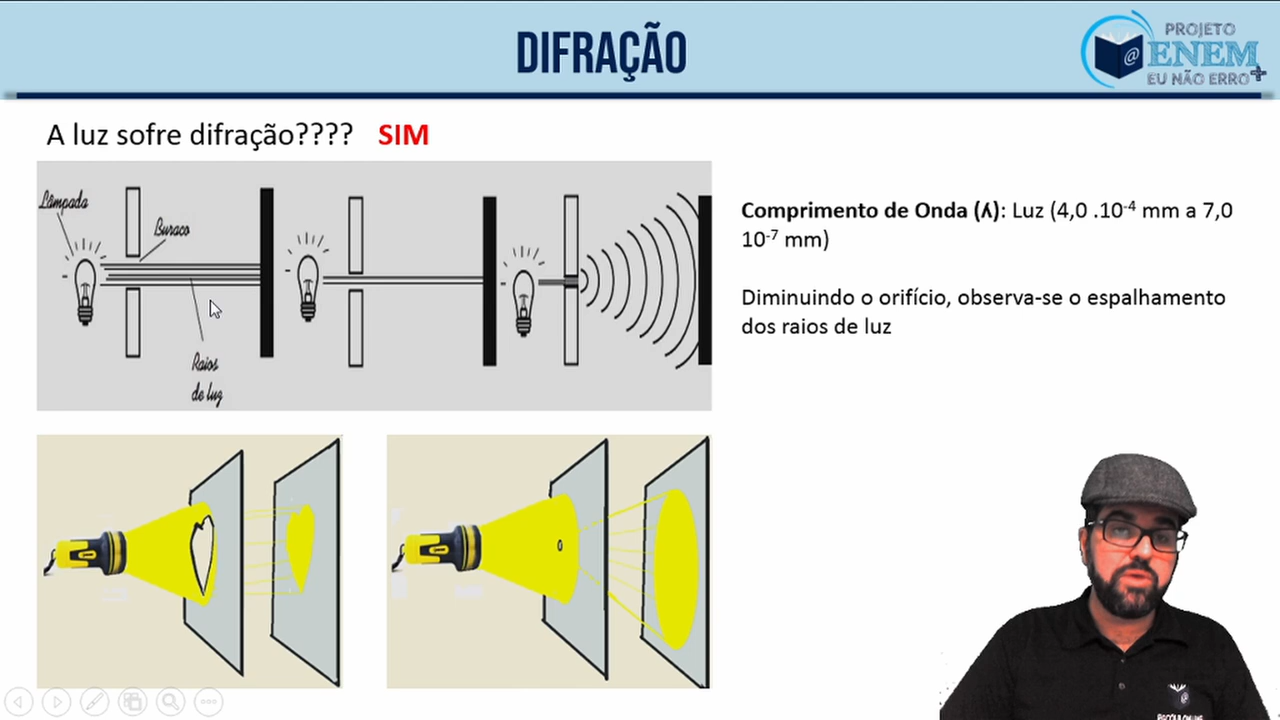 DIFRAÇÃO
PROJETO
@ENEM
EU NÃO ERRO+
A luz sofre difração???? SIM
Lâmpada
Buraco
Raios
de luz
Comprimento de Onda (ʎ): Luz (4,0 .10⁻⁴ mm a 7,0
10⁻⁷ mm)
Diminuindo o orifício, observa-se o espalhamento
dos raios de luz